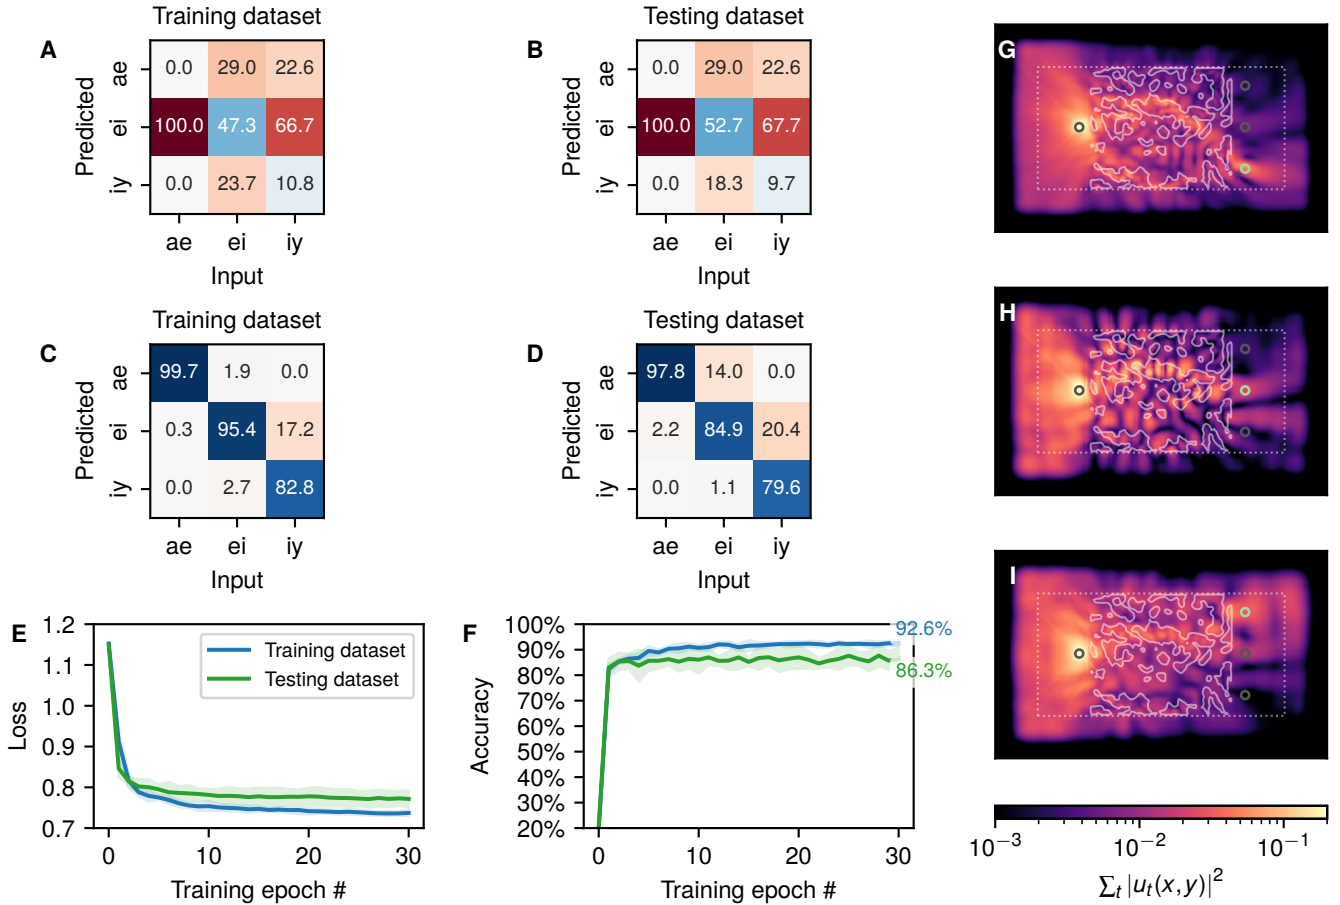 Training dataset
A
Predicted
ae
ei
iy
0.0 29.0 22.6
100.0 47.3 66.7
0.0 23.7 10.8
ae ei iy
Input
Testing dataset
B
Predicted
ae
ei
iy
0.0 29.0 22.6
100.0 52.7 67.7
0.0 18.3 9.7
ae ei iy
Input
Training dataset
C
Predicted
ae
ei
iy
99.7 1.9 0.0
0.3 95.4 17.2
0.0 2.7 82.8
ae ei iy
Input
Testing dataset
D
Predicted
ae
ei
iy
97.8 14.0 0.0
2.2 84.9 20.4
0.0 1.1 79.6
ae ei iy
Input
E
Loss
1.2
1.1
1.0
0.9
0.8
0.7
Training dataset
Testing dataset
0 10 20 30
Training epoch #
F
Accuracy
100%
90%
80%
70%
60%
50%
40%
30%
20%
92.6%
86.3%
0 10 20 30
Training epoch #
G
H
I
10⁻³ 10⁻² 10⁻¹
∑ₜ|uₜ(x, y)|²